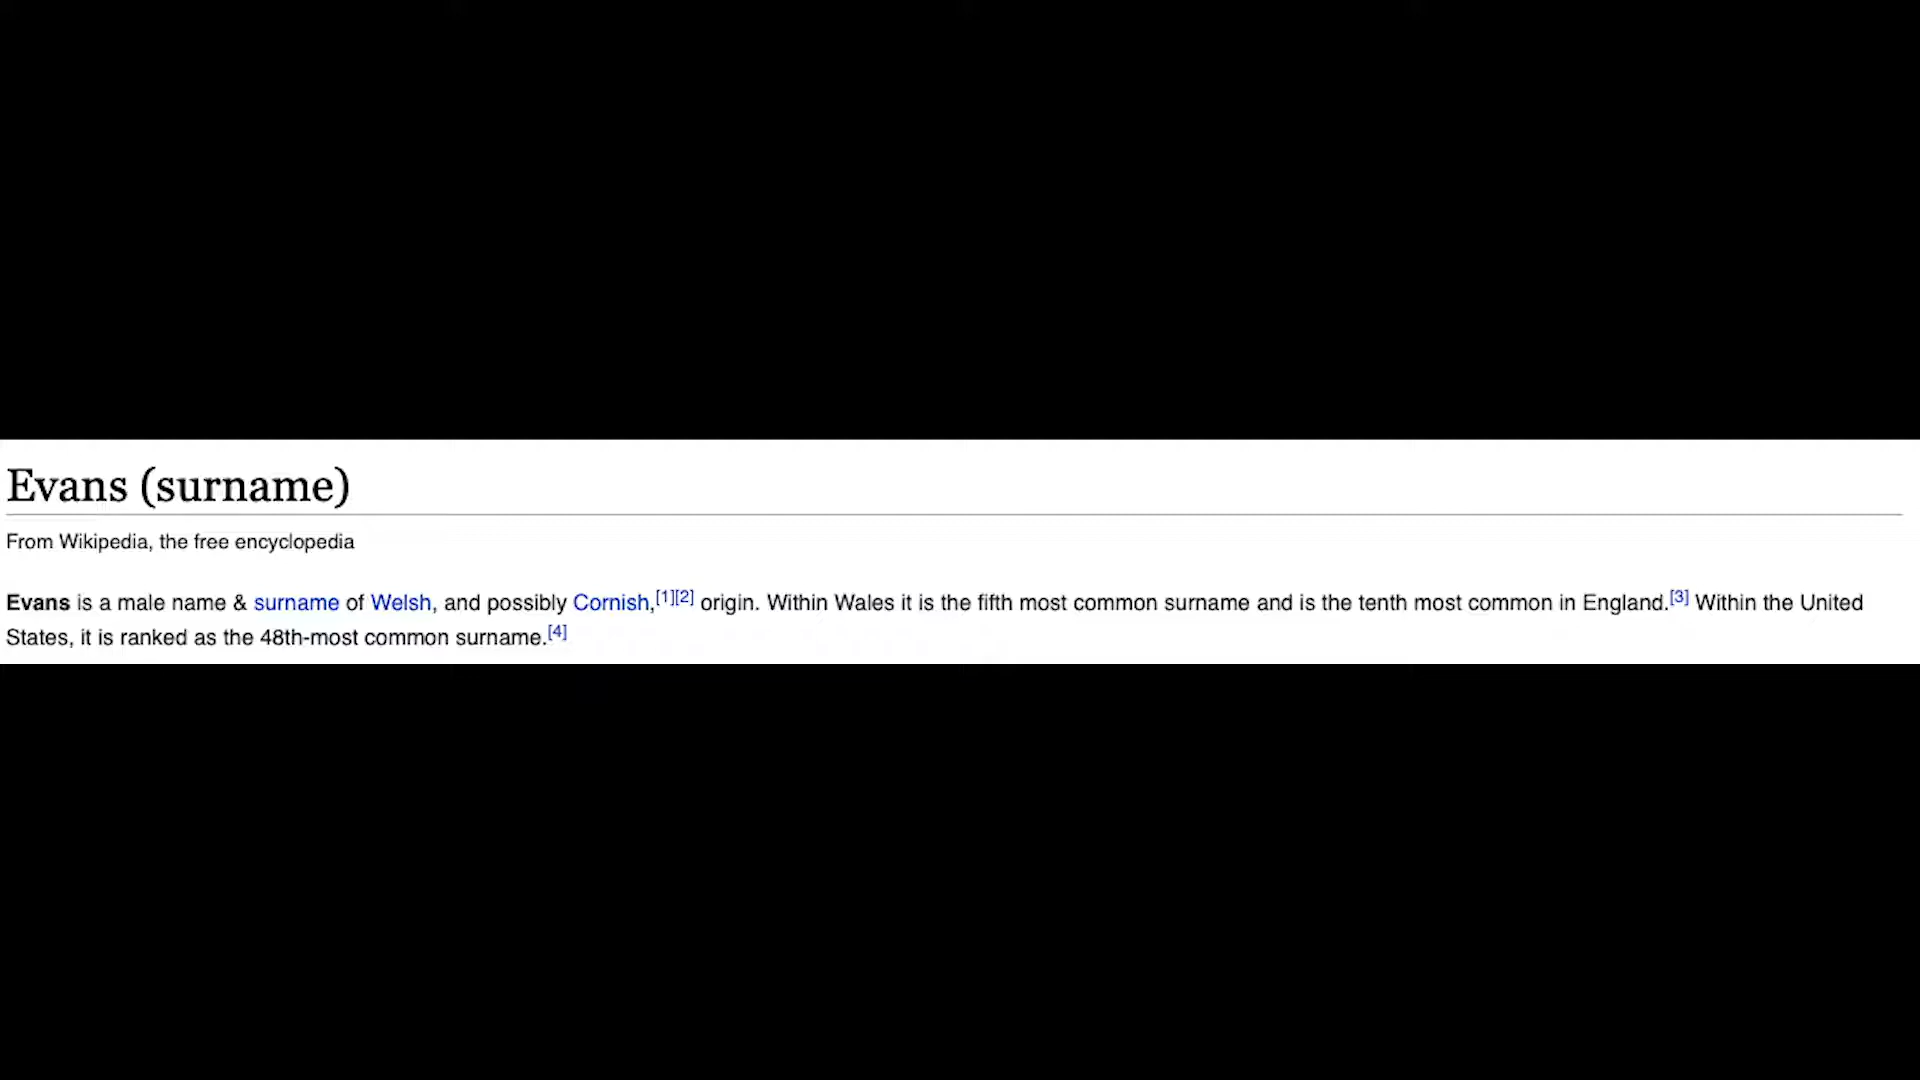 Evans (surname)
From Wikipedia, the free encyclopedia
Evans is a male name & surname of Welsh, and possibly Cornish,[1][2] origin. Within Wales it is the fifth most common surname and is the tenth most common in England.[3] Within the United
States, it is ranked as the 48th-most common surname.[4]